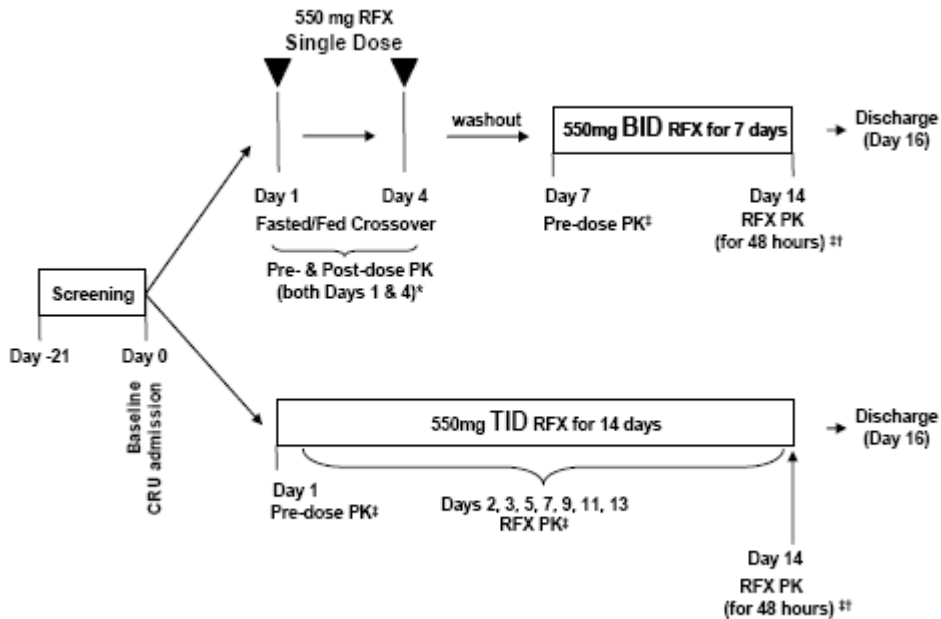 550 mg RFX
Single Dose
washout
550mg BID RFX for 7 days
Discharge
(Day 16)
Day 1
Day 4
Fasted/Fed Crossover
Pre- & Post-dose PK
(both Days 1 & 4)*
Day 7
Pre-dose PK‡
Day 14
RFX PK
(for 48 hours) ‡†
Screening
Day -21
Day 0
Baseline
CRU admission
550mg TID RFX for 14 days
Discharge
(Day 16)
Day 1
Pre-dose PK‡
Days 2, 3, 5, 7, 9, 11, 13
RFX PK‡
Day 14
RFX PK
(for 48 hours) ‡†